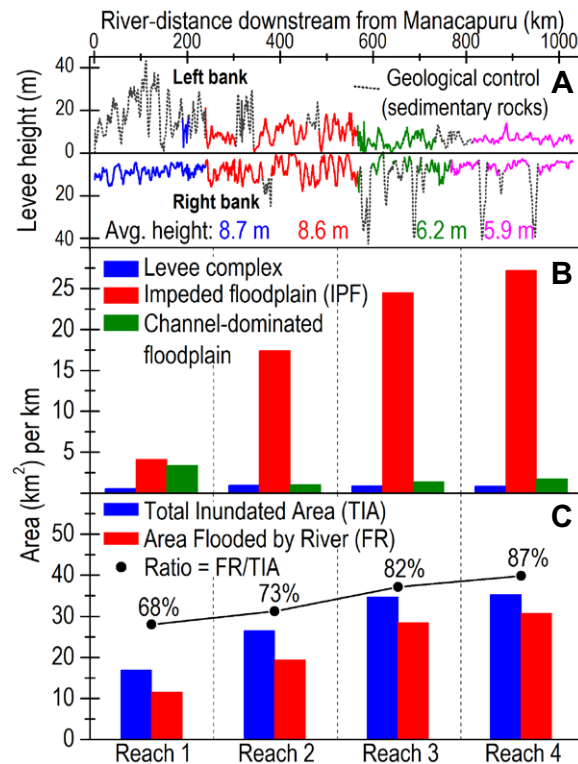 River-distance downstream from Manacapuru (km)
0 200 400 600 800 1000
40
20
0
20
40
Levee height (m)
Left bank
Geological control
(sedimentary rocks)
A
Right bank
Avg. height: 8.7 m 8.6 m 6.2 m 5.9 m
B
Levee complex
Impeded floodplain (IPF)
Channel-dominated
floodplain
25
20
15
10
5
Area (km²) per km
C
Total Inundated Area (TIA)
Area Flooded by River (FR)
Ratio = FR/TIA
50
40
30
20
10
0
68% 73% 82% 87%
Reach 1 Reach 2 Reach 3 Reach 4